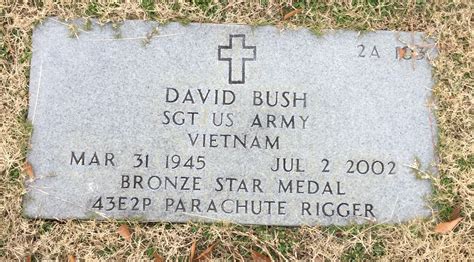 2A
DAVID BUSH
SGT US ARMY
VIETNAM
MAR 31 1945 JUL 2 2002
BRONZE STAR MEDAL
43E2P PARACHUTE RIGGER